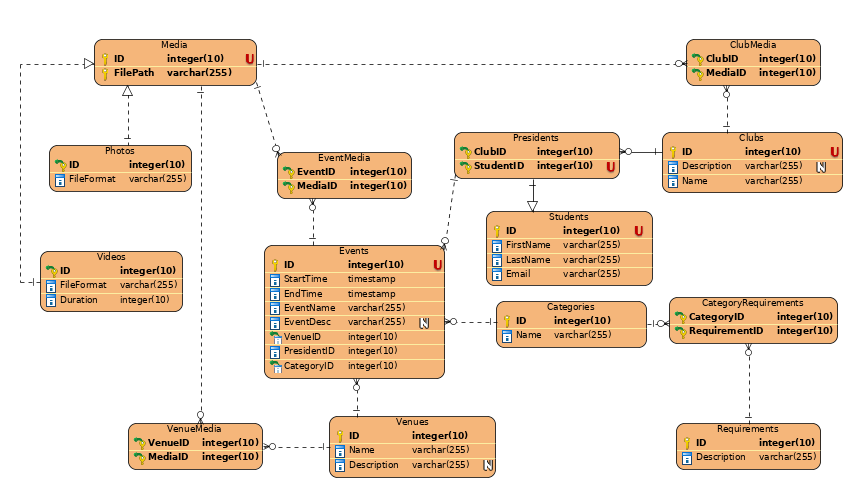 Media
ID integer(10) U
FilePath varchar(255)
ClubMedia
ClubID integer(10)
MediaID integer(10)
Photos
ID integer(10)
FileFormat varchar(255)
EventMedia
EventID integer(10)
MediaID integer(10)
Presidents
ClubID integer(10)
StudentID integer(10) U
Clubs
ID integer(10) U
Description varchar(255) N
Name varchar(255)
Students
ID integer(10) U
FirstName varchar(255)
LastName varchar(255)
Email varchar(255)
Videos
ID integer(10)
FileFormat varchar(255)
Duration integer(10)
Events
ID integer(10) U
StartTime timestamp
EndTime timestamp
EventName varchar(255)
EventDesc varchar(255) N
VenueID integer(10)
PresidentID integer(10)
CategoryID integer(10)
Categories
ID integer(10)
Name varchar(255)
CategoryRequirements
CategoryID integer(10)
RequirementID integer(10)
VenueMedia
VenueID integer(10)
MediaID integer(10)
Venues
ID integer(10)
Name varchar(255)
Description varchar(255) N
Requirements
ID integer(10)
Description varchar(255)